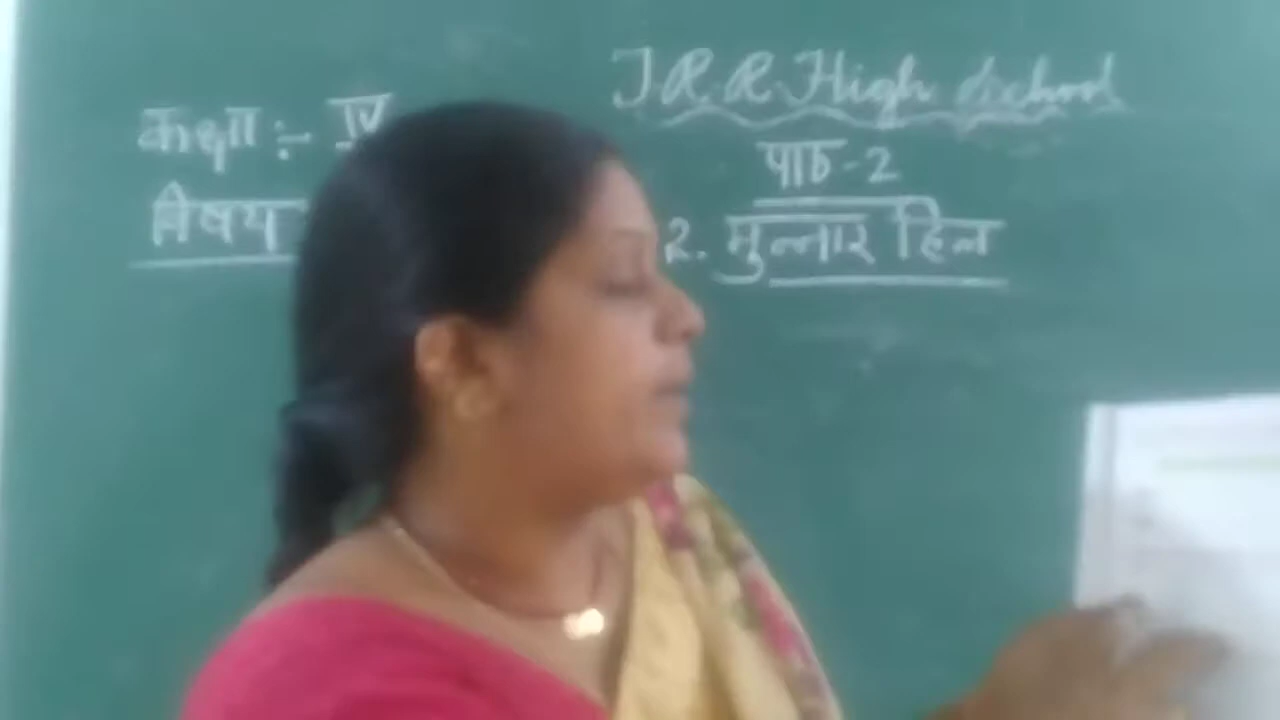 J R R High School
कक्षा :- IV
पाठ - 2
विषय
2. मुन्नार हिल